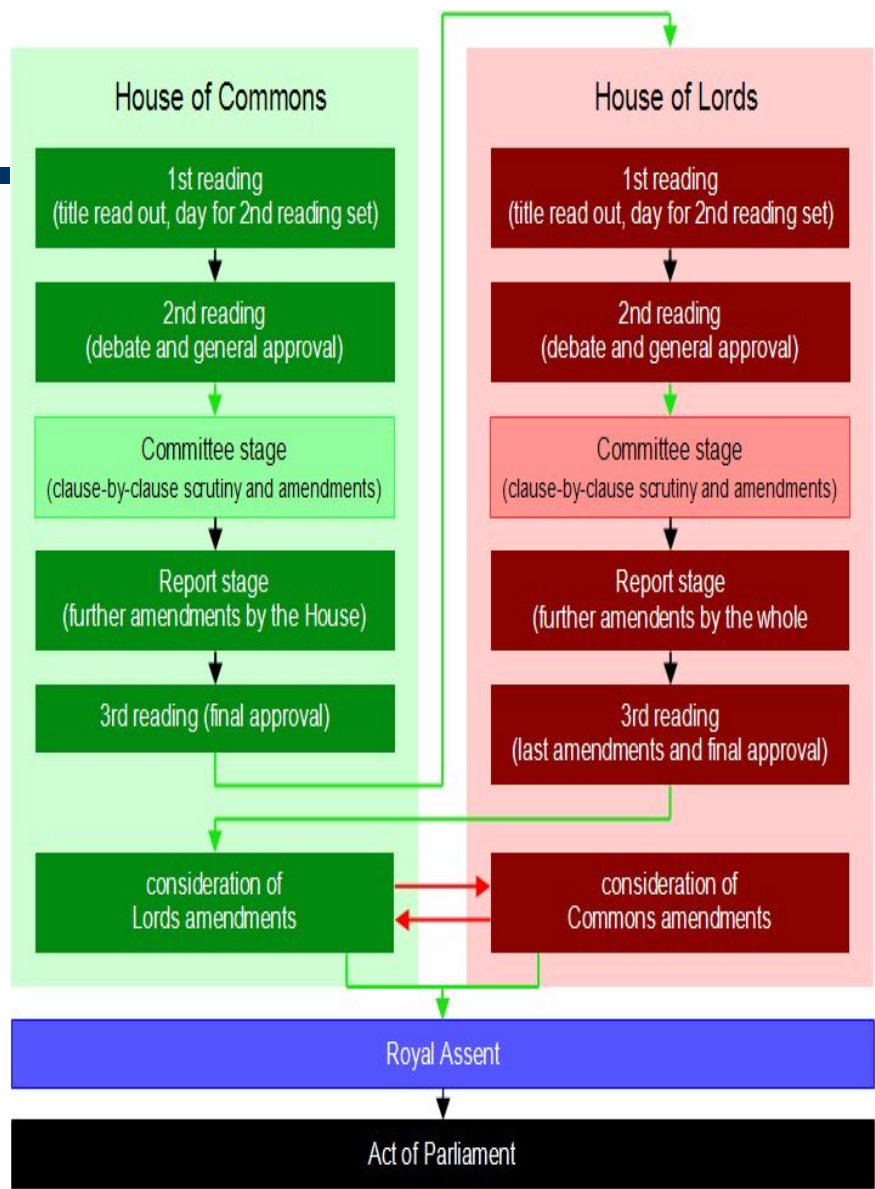 House of Commons
1st reading
(title read out, day for 2nd reading set)
2nd reading
(debate and general approval)
Committee stage
(clause-by-clause scrutiny and amendments)
Report stage
(further amendments by the House)
3rd reading (final approval)
consideration of
Lords amendments
House of Lords
1st reading
(title read out, day for 2nd reading set)
2nd reading
(debate and general approval)
Committee stage
(clause-by-clause scrutiny and amendments)
Report stage
(further amendents by the whole
3rd reading
(last amendments and final approval)
consideration of
Commons amendments
Royal Assent
Act of Parliament